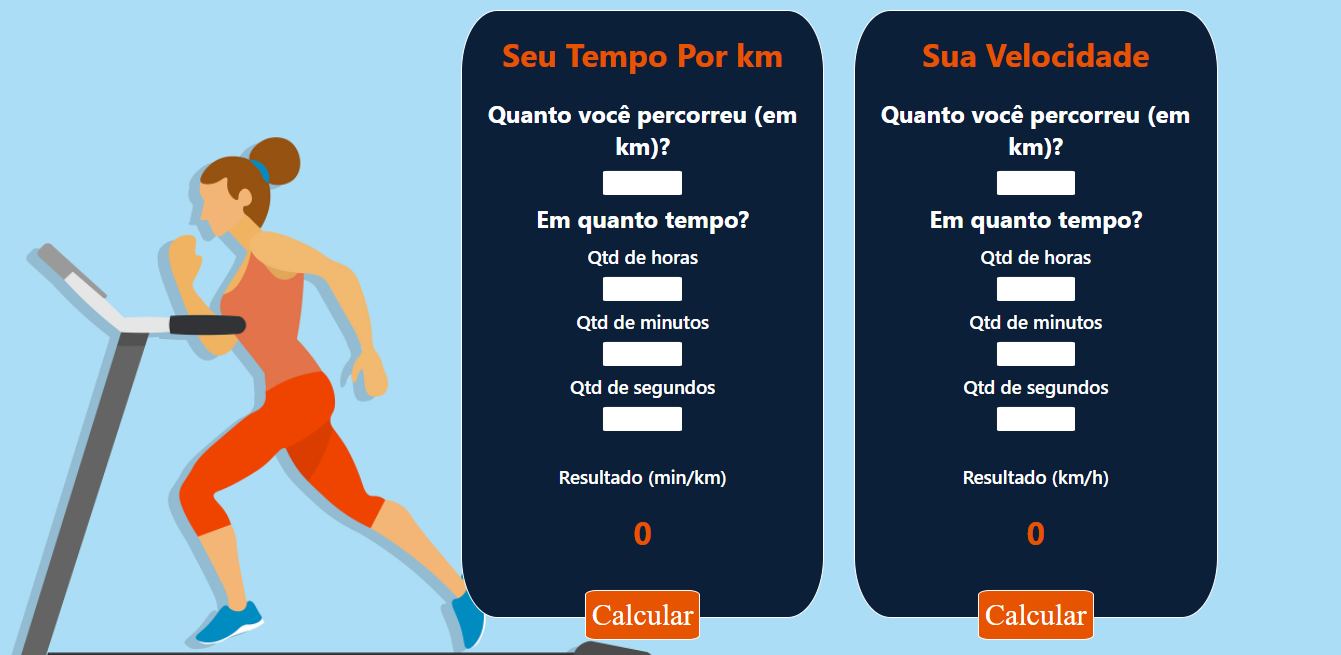 Seu Tempo Por km
Quanto você percorreu (em
km)?
Em quanto tempo?
Qtd de horas
Qtd de minutos
Qtd de segundos
Resultado (min/km)
0
Calcular
Sua Velocidade
Quanto você percorreu (em
km)?
Em quanto tempo?
Qtd de horas
Qtd de minutos
Qtd de segundos
Resultado (km/h)
0
Calcular